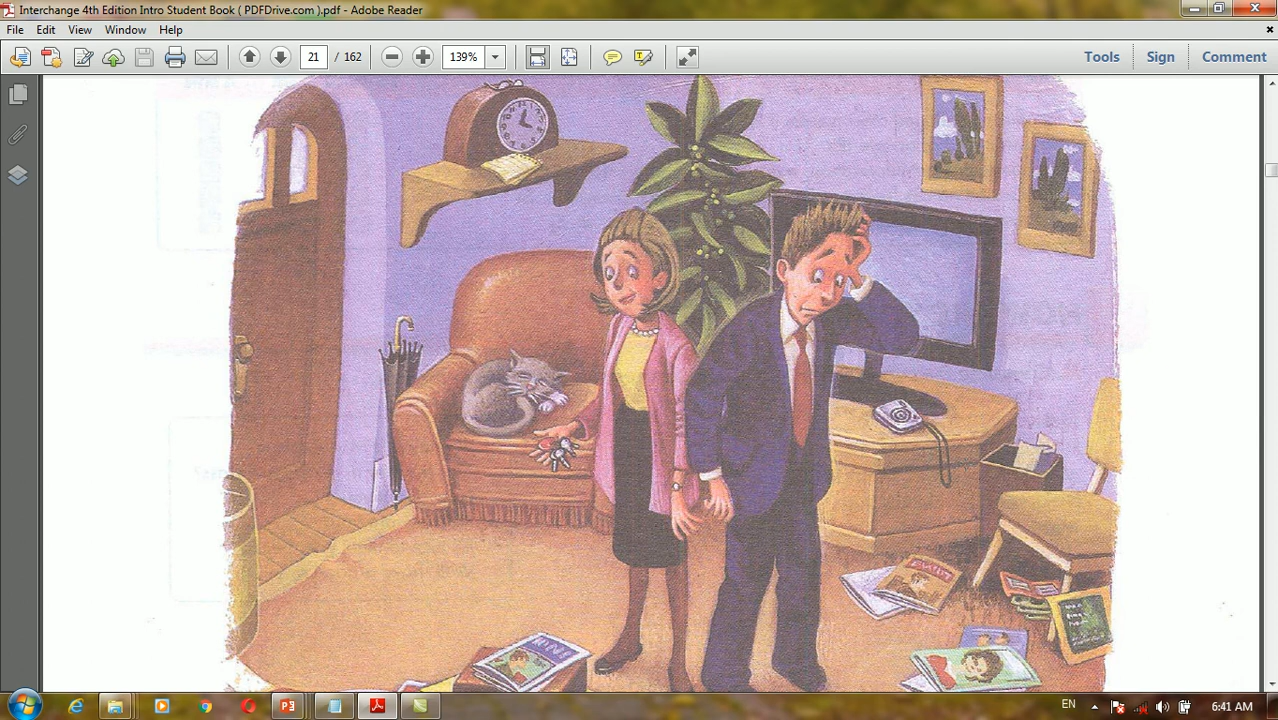 Interchange 4th Edition Intro Student Book ( PDFDrive.com ).pdf - Adobe Reader
File Edit View Window Help
21 / 162 139% Tools Sign Comment
EN 6:41 AM